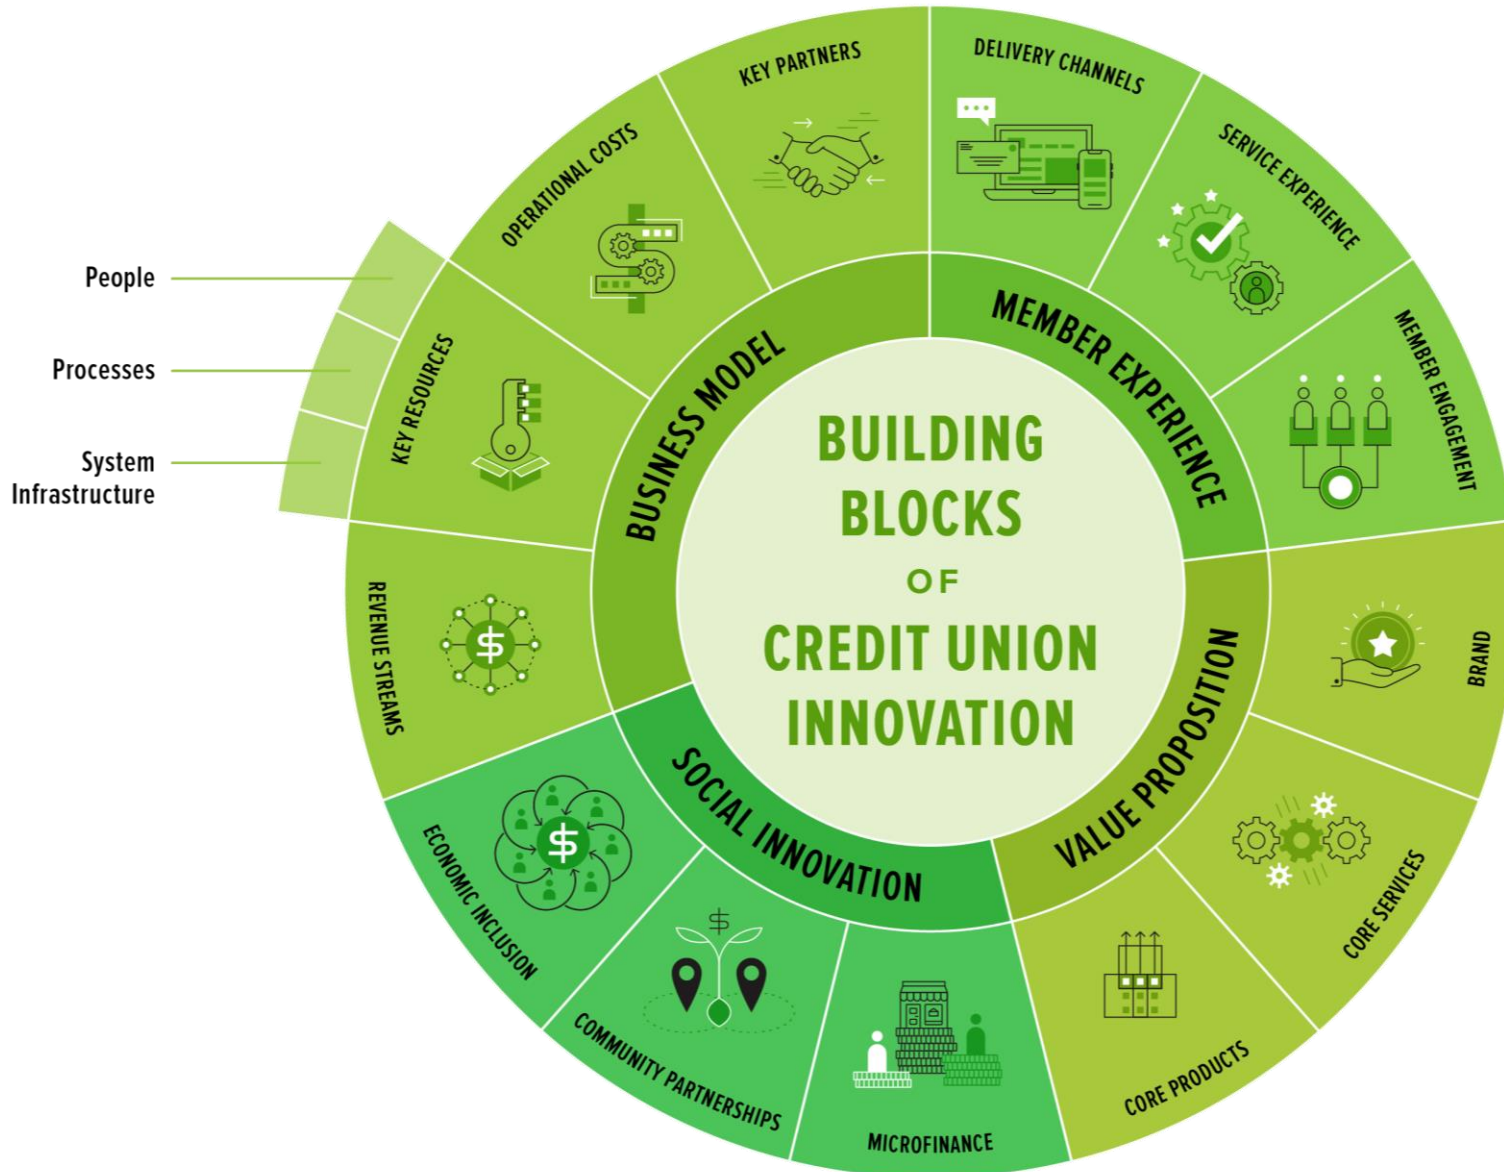 BUILDING
BLOCKS
OF
CREDIT UNION
INNOVATION
MEMBER EXPERIENCE
DELIVERY CHANNELS
SERVICE EXPERIENCE
MEMBER ENGAGEMENT
VALUE PROPOSITION
BRAND
CORE SERVICES
CORE PRODUCTS
SOCIAL INNOVATION
MICROFINANCE
COMMUNITY PARTNERSHIPS
$
ECONOMIC INCLUSION
$
BUSINESS MODEL
REVENUE STREAMS
$
KEY RESOURCES
People
Processes
System
Infrastructure
OPERATIONAL COSTS
KEY PARTNERS